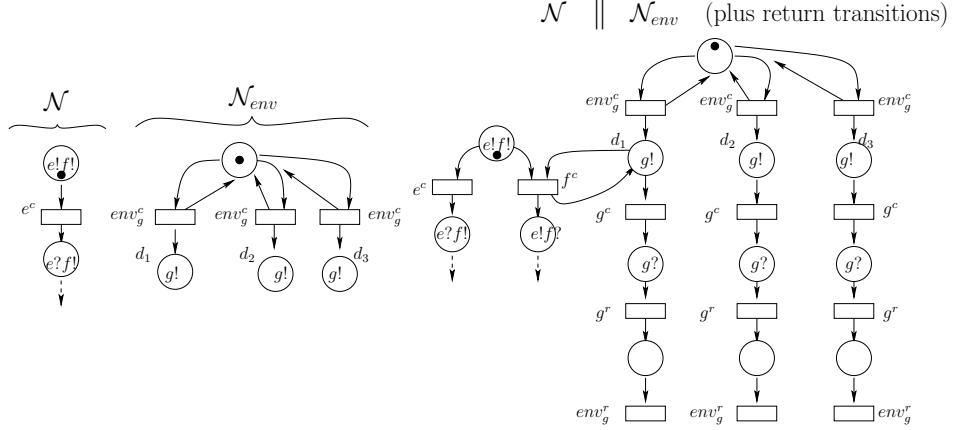 𝒩 ∥ 𝒩_env (plus return transitions)
𝒩 𝒩_env
env_g^c env_g^c env_g^c
e!f! e!f! d_1 g! d_2 g! d_3 g!
e^c env_g^c env_g^c env_g^c e^c f^c
g^c g^c g^c
e?f! d_1 g! d_2 g! d_3 g! e?f! e!f? g? g? g?
g^r g^r g^r
env_g^r env_g^r env_g^r